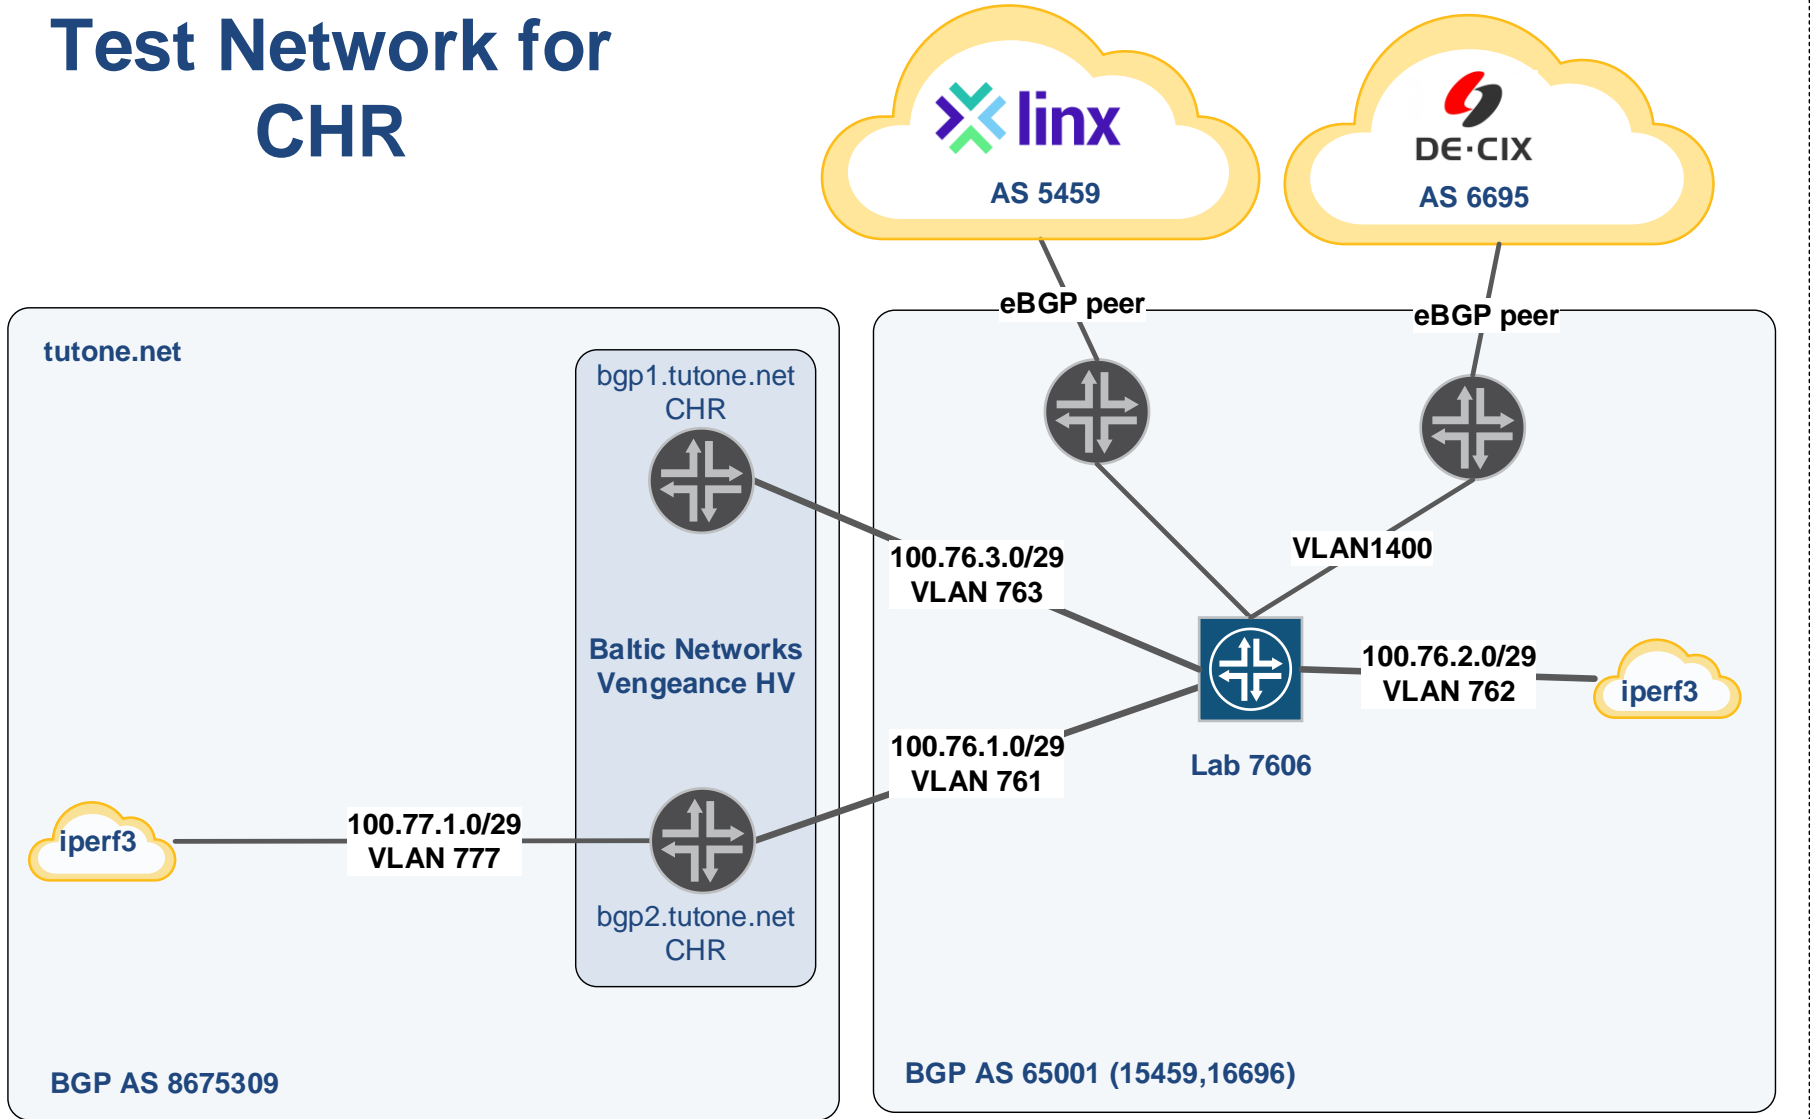 Test Network for
CHR
linx
AS 5459
DE·CIX
AS 6695
eBGP peer
eBGP peer
tutone.net
bgp1.tutone.net
CHR
100.76.3.0/29
VLAN 763
VLAN1400
Baltic Networks
Vengeance HV
100.76.2.0/29
VLAN 762
iperf3
Lab 7606
100.76.1.0/29
VLAN 761
iperf3
100.77.1.0/29
VLAN 777
bgp2.tutone.net
CHR
BGP AS 8675309
BGP AS 65001 (15459,16696)